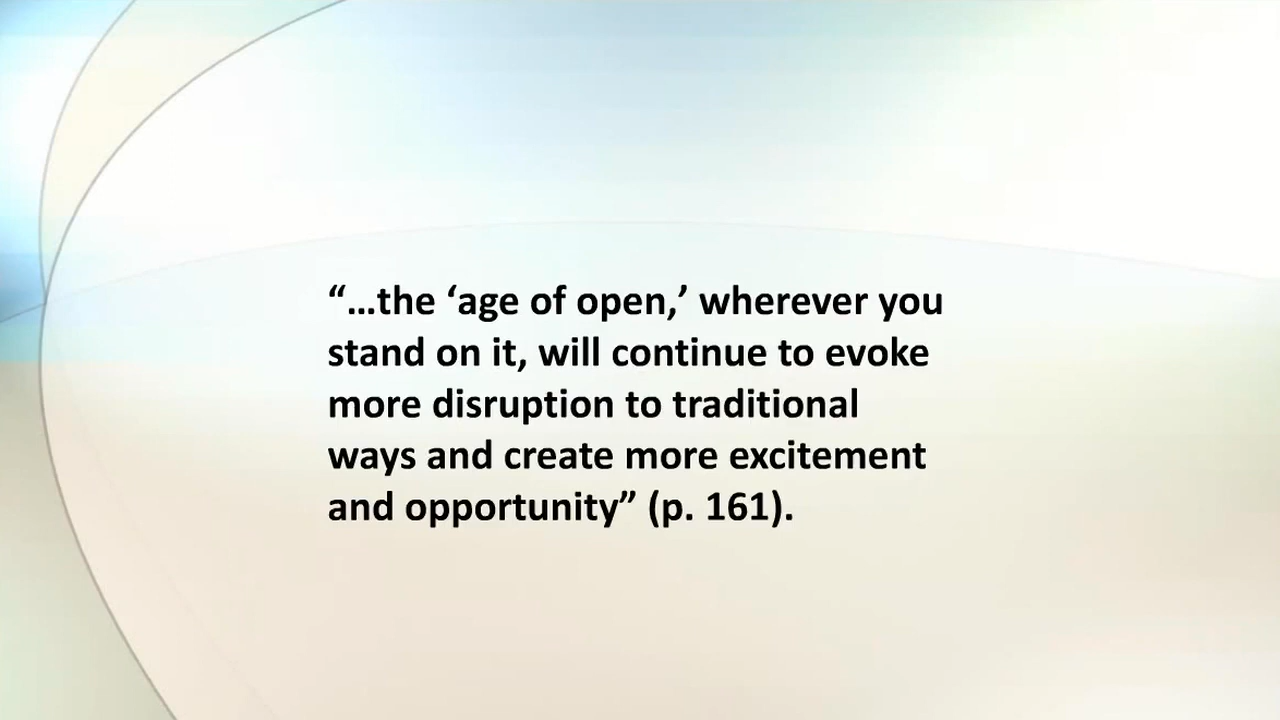 “…the ‘age of open,’ wherever you
stand on it, will continue to evoke
more disruption to traditional
ways and create more excitement
and opportunity” (p. 161).